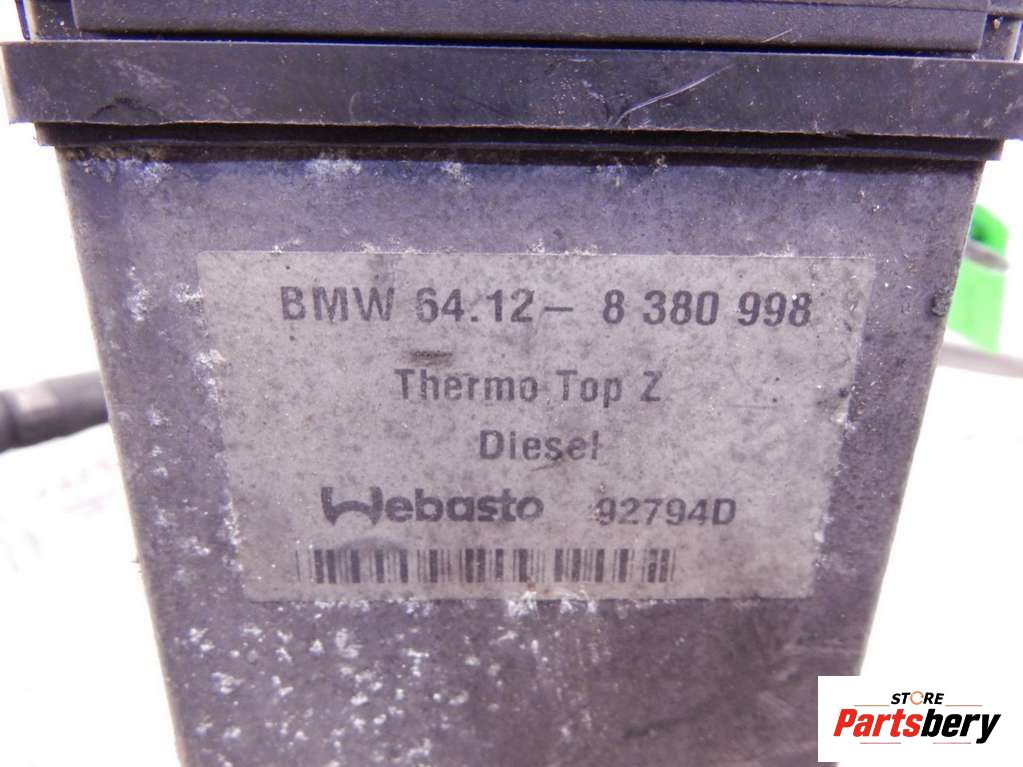 BMW 64.12 – 8 380 998
Thermo Top Z
Diesel
Webasto 92794D
STORE
Partsbery